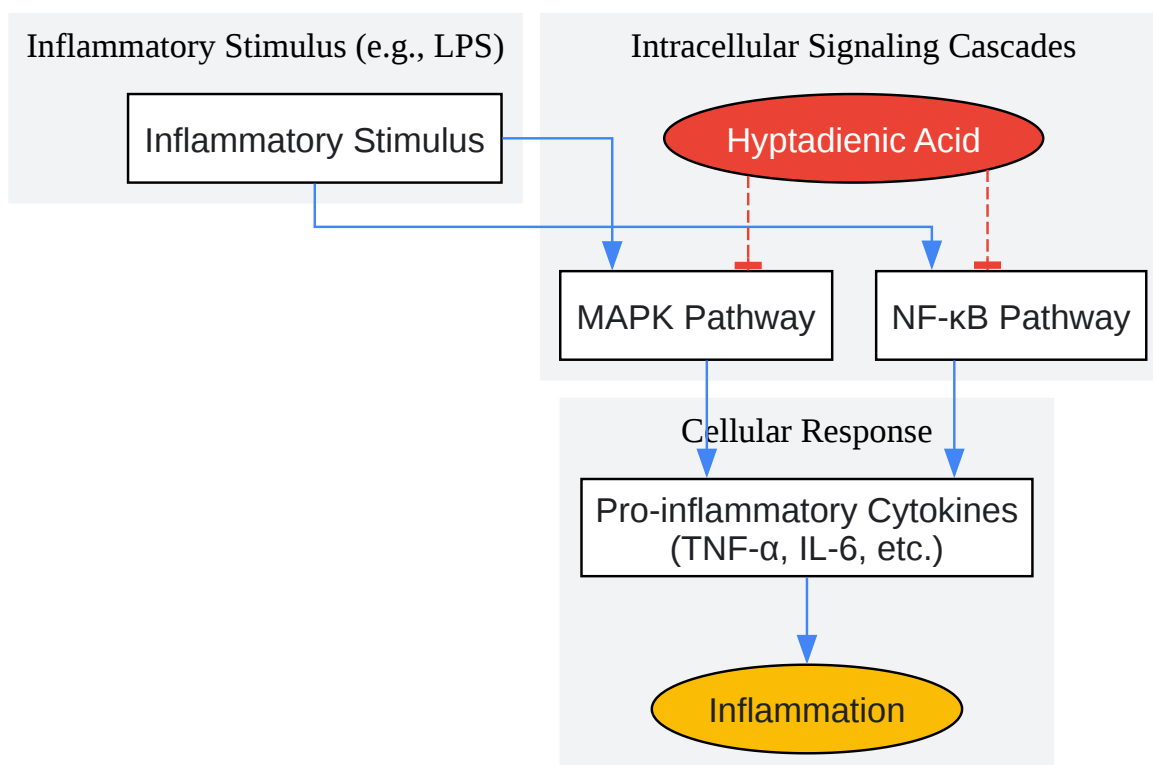 Inflammatory Stimulus (e.g., LPS)
Inflammatory Stimulus
Intracellular Signaling Cascades
Hyptadienic Acid
MAPK Pathway
NF-κB Pathway
Cellular Response
Pro-inflammatory Cytokines
(TNF-α, IL-6, etc.)
Inflammation